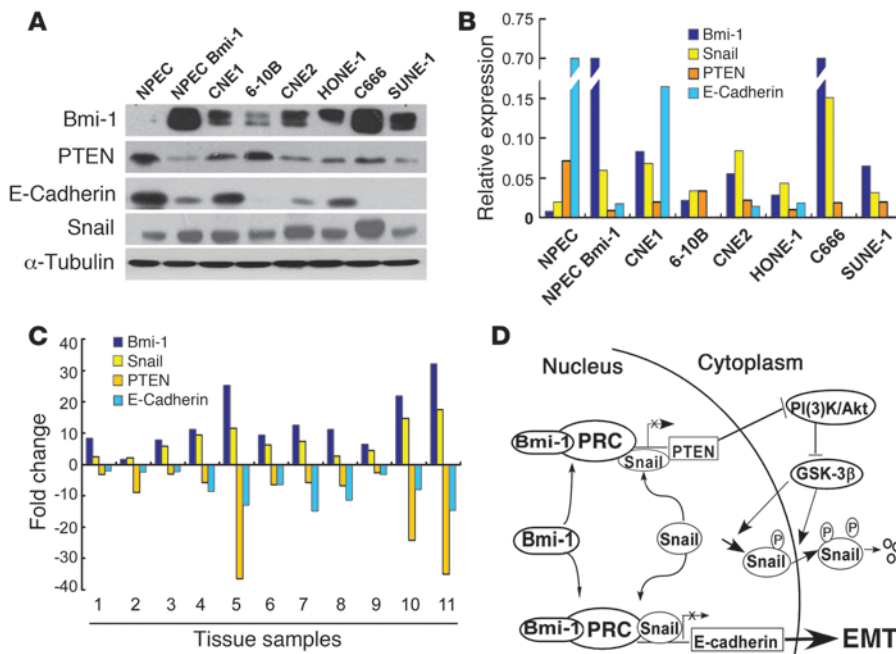 A
NPEC
NPEC Bmi-1
CNE1
6-10B
CNE2
HONE-1
C666
SUNE-1
Bmi-1
PTEN
E-Cadherin
Snail
α-Tubulin
B
Relative expression
0.70
0.15
0.10
0.05
0
Bmi-1
Snail
PTEN
E-Cadherin
NPEC
NPEC Bmi-1
CNE1
6-10B
CNE2
HONE-1
C666
SUNE-1
C
Fold change
40
30
20
10
0
-10
-20
-30
-40
Bmi-1
Snail
PTEN
E-Cadherin
1 2 3 4 5 6 7 8 9 10 11
Tissue samples
D
Nucleus Cytoplasm
PI(3)K/Akt
Bmi-1 PRC x PTEN
Snail
GSK-3β
Bmi-1
Snail
P
Snail
P P
Snail
Bmi-1 PRC Snail x
E-cadherin EMT